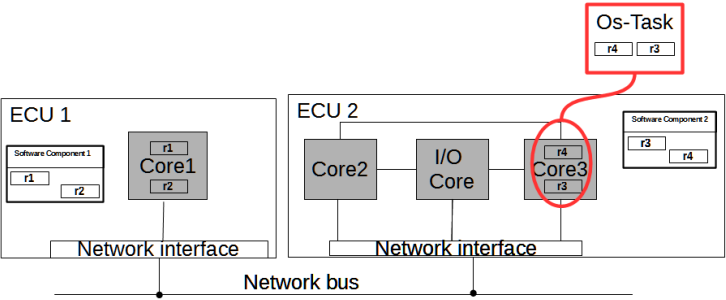 Os-Task
r4 r3
ECU 1
Software Component 1
r1
r2
r1
Core1
r2
Network interface
ECU 2
Core2
I/O
Core
r4
Core3
r3
Software Component 2
r3
r4
Network interface
Network bus